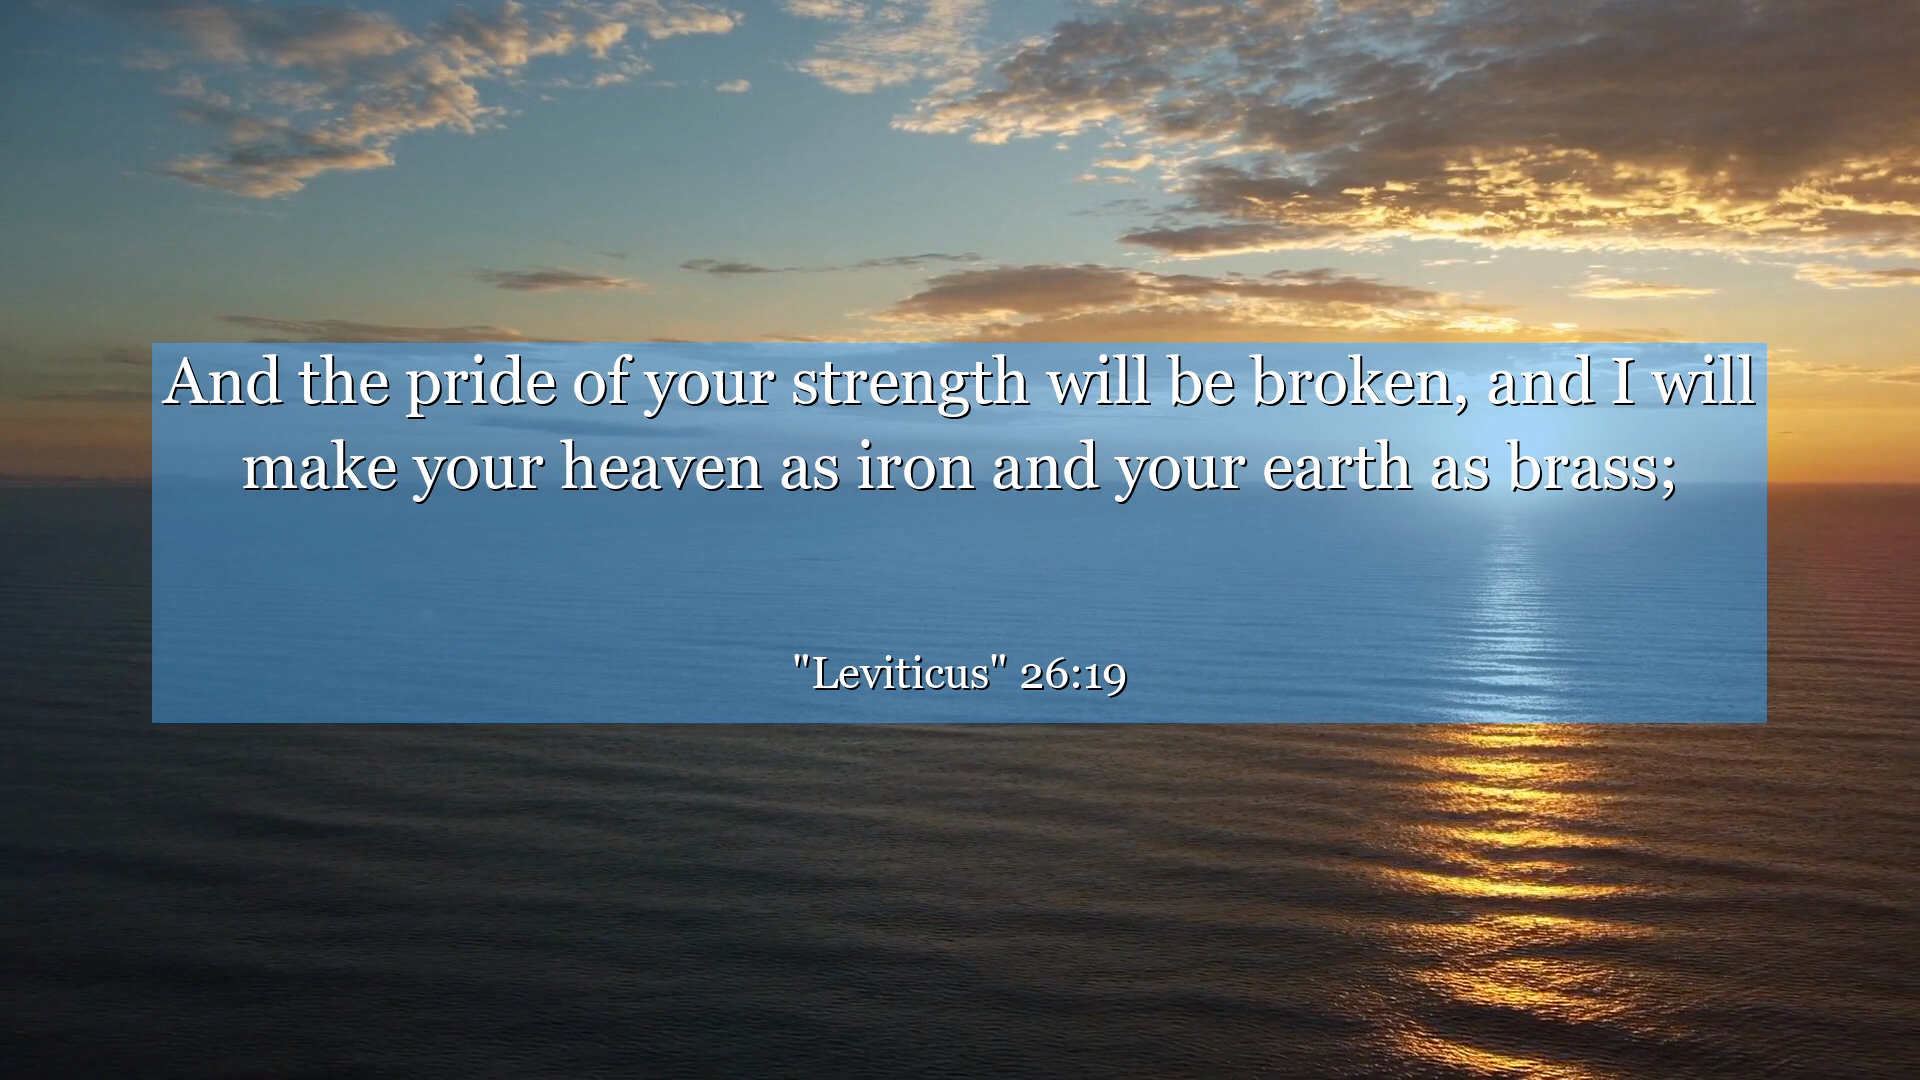 And the pride of your strength will be broken, and I will
make your heaven as iron and your earth as brass;
"Leviticus" 26:19